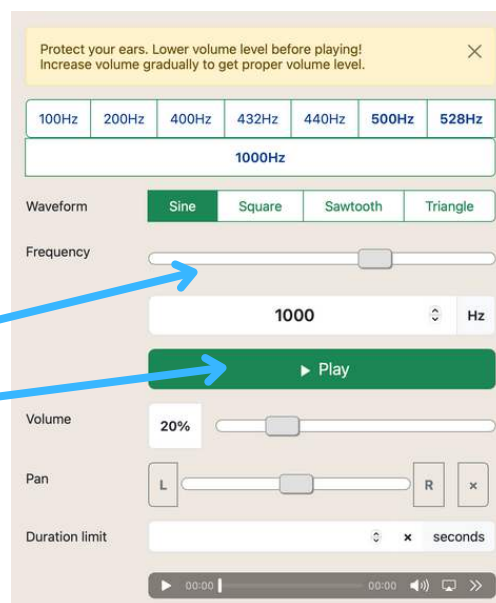 Protect your ears. Lower volume level before playing!
Increase volume gradually to get proper volume level.
100Hz 200Hz 400Hz 432Hz 440Hz 500Hz 528Hz
1000Hz
Waveform Sine Square Sawtooth Triangle
Frequency
1000 Hz
Play
Volume 20%
Pan L R ×
Duration limit × seconds
00:00 00:00